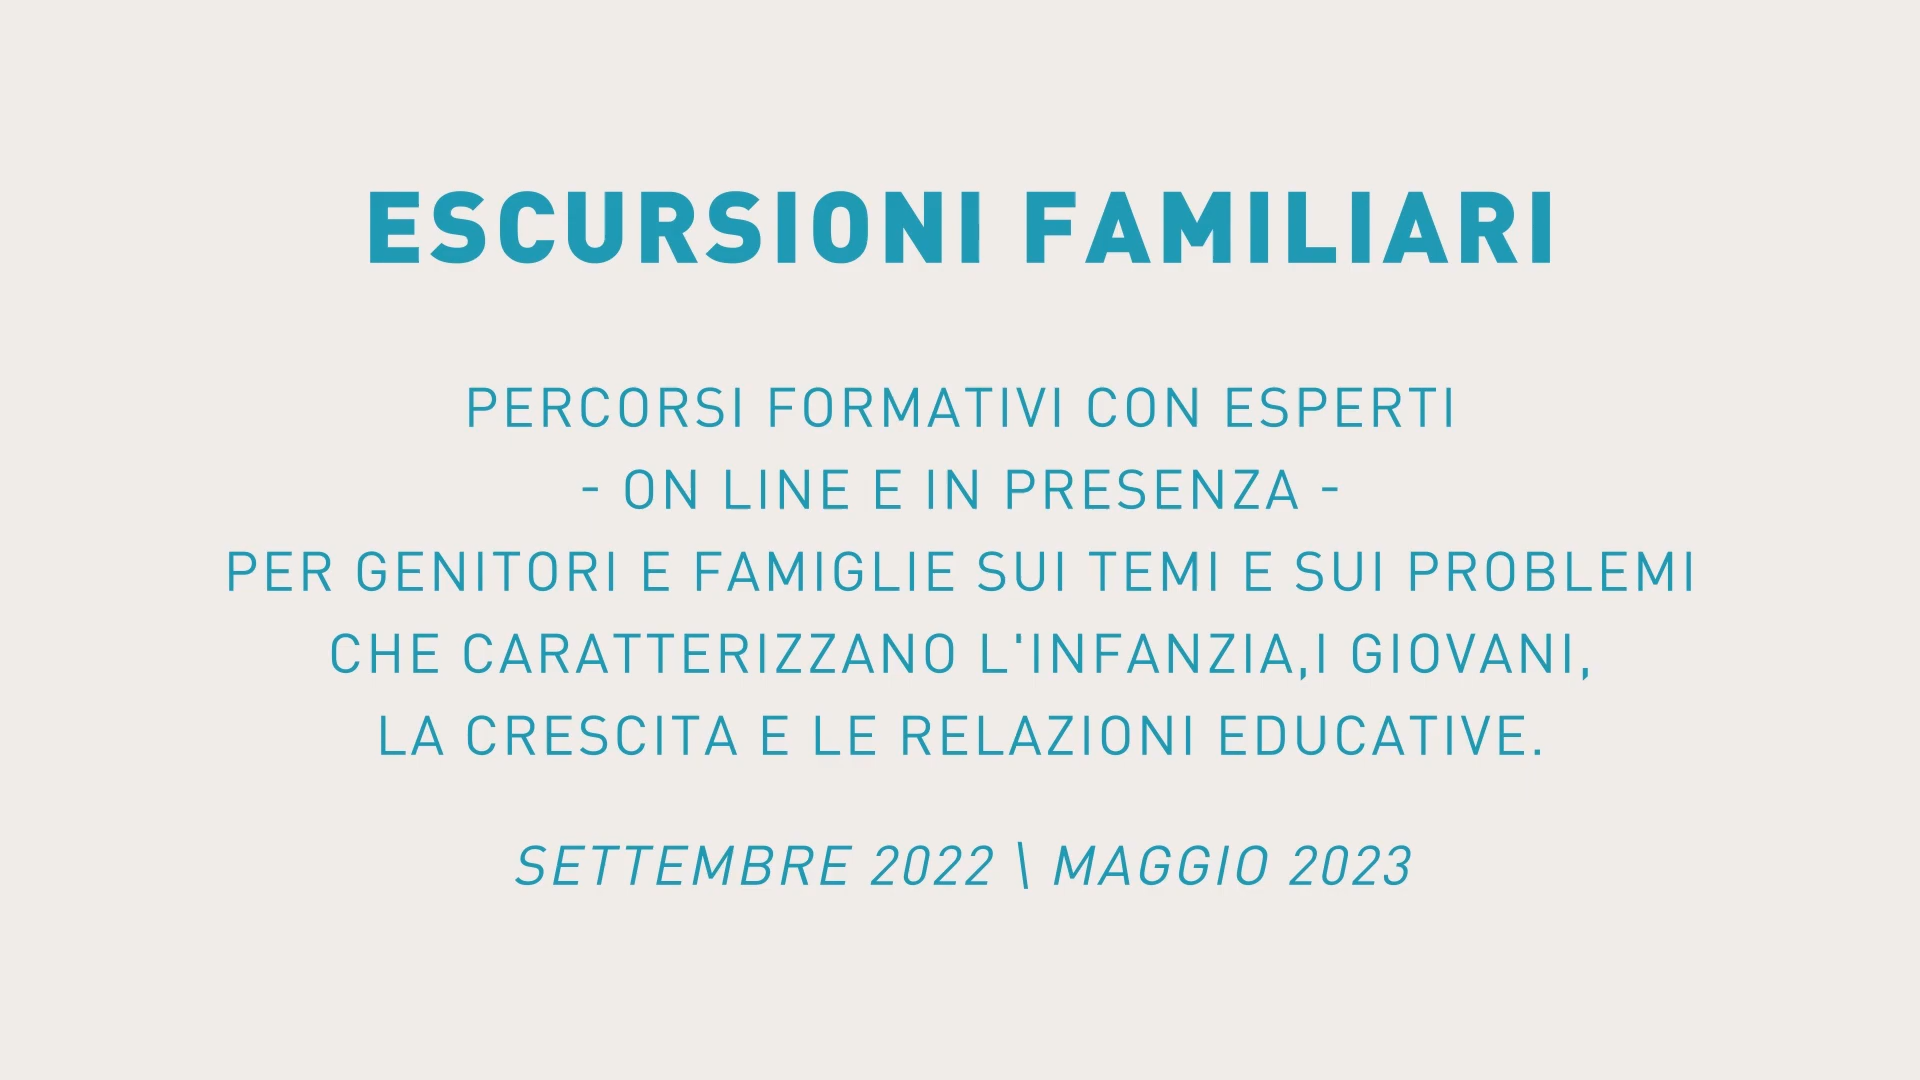 ESCURSIONI FAMILIARI
PERCORSI FORMATIVI CON ESPERTI
- ON LINE E IN PRESENZA -
PER GENITORI E FAMIGLIE SUI TEMI E SUI PROBLEMI
CHE CARATTERIZZANO L'INFANZIA,I GIOVANI,
LA CRESCITA E LE RELAZIONI EDUCATIVE.
SETTEMBRE 2022 \ MAGGIO 2023